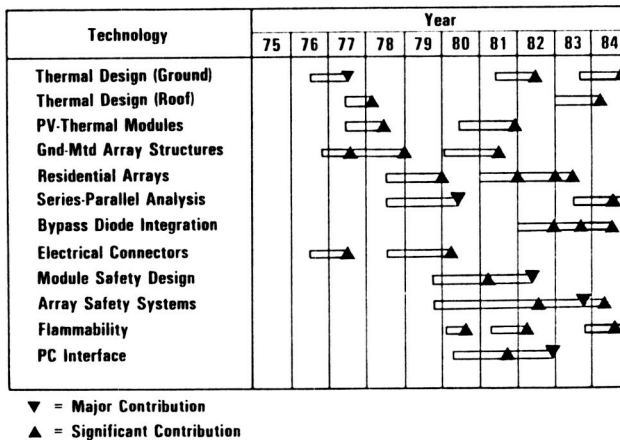 Technology
Year
75 76 77 78 79 80 81 82 83 84
Thermal Design (Ground)
Thermal Design (Roof)
PV-Thermal Modules
Gnd-Mtd Array Structures
Residential Arrays
Series-Parallel Analysis
Bypass Diode Integration
Electrical Connectors
Module Safety Design
Array Safety Systems
Flammability
PC Interface
▼ = Major Contribution
▲ = Significant Contribution